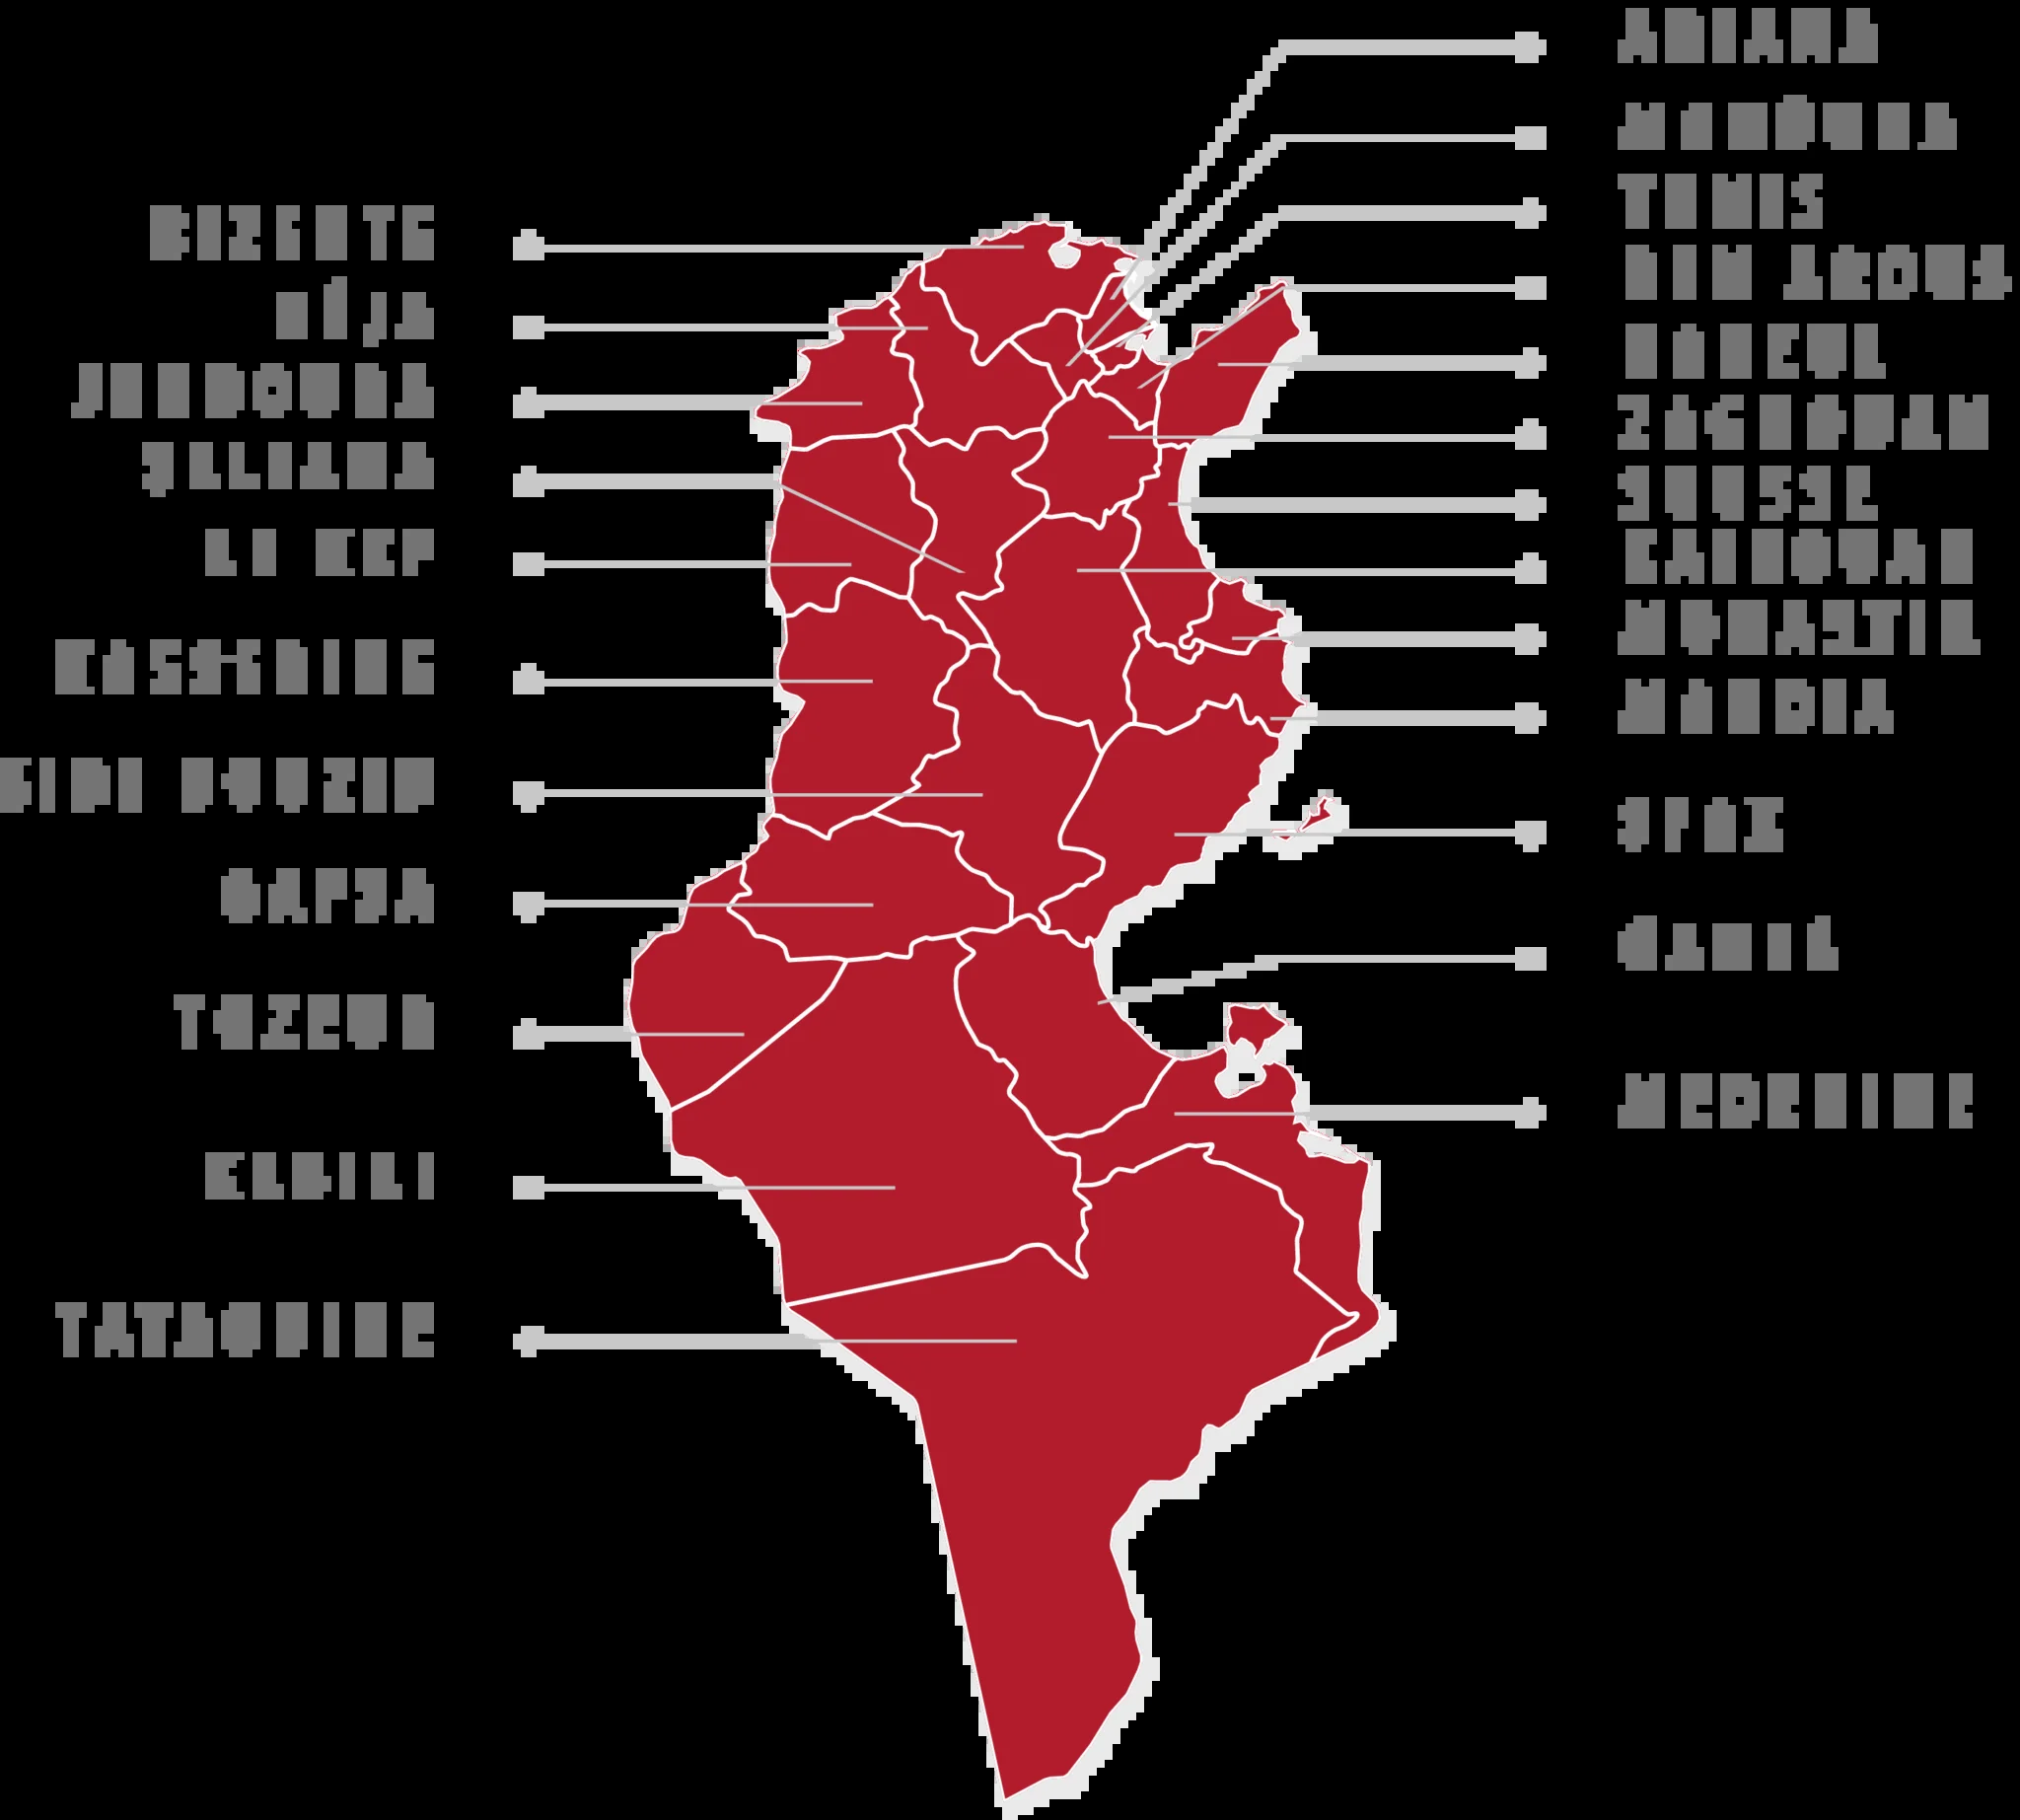 BIZERTE
BÉJA
JENDOUBA
SILIANA
LE KEF
KASSERINE
SIDI BOUZID
GAFSA
TOZEUR
KEBILI
TATAOUINE
ARIANA
MANOUBA
TUNIS
BEN AROUS
NABEUL
ZAGHOUAN
SOUSSE
KAIROUAN
MONASTIR
MAHDIA
SFAX
GABÈS
MEDENINE